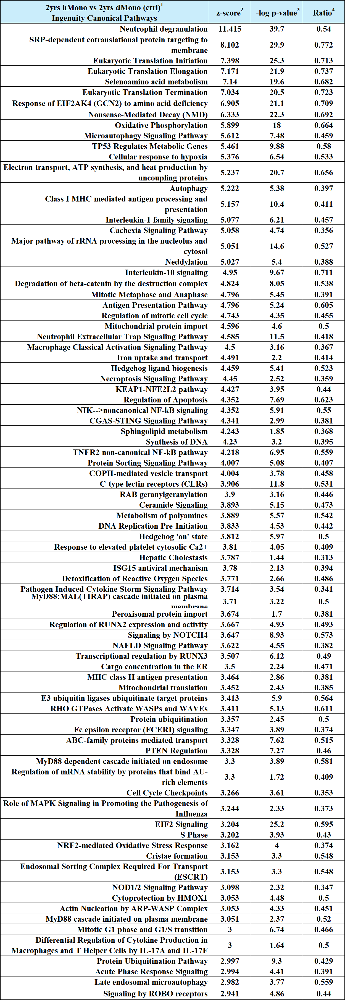 2yrs hMono vs 2yrs dMono (ctrl)1 z-score2 -log p-value3 Ratio4
Ingenuity Canonical Pathways
Neutrophil degranulation 11.415 39.7 0.54
SRP-dependent cotranslational protein targeting to
membrane 8.102 29.9 0.772
Eukaryotic Translation Initiation 7.398 25.3 0.713
Eukaryotic Translation Elongation 7.171 21.9 0.737
Selenoamino acid metabolism 7.14 19.6 0.682
Eukaryotic Translation Termination 7.034 20.5 0.723
Response of EIF2AK4 (GCN2) to amino acid deficiency 6.905 21.1 0.709
Nonsense-Mediated Decay (NMD) 6.333 22.3 0.692
Oxidative Phosphorylation 5.899 18 0.664
Microautophagy Signaling Pathway 5.612 7.48 0.459
TP53 Regulates Metabolic Genes 5.461 9.88 0.58
Cellular response to hypoxia 5.376 6.54 0.533
Electron transport, ATP synthesis, and heat production by
uncoupling proteins 5.237 20.7 0.656
Autophagy 5.222 5.38 0.397
Class I MHC mediated antigen processing and
presentation 5.157 10.4 0.411
Interleukin-1 family signaling 5.077 6.21 0.457
Cachexia Signaling Pathway 5.058 4.74 0.356
Major pathway of rRNA processing in the nucleolus and
cytosol 5.051 14.6 0.527
Neddylation 5.027 5.4 0.388
Interleukin-10 signaling 4.95 9.67 0.711
Degradation of beta-catenin by the destruction complex 4.824 8.05 0.538
Mitotic Metaphase and Anaphase 4.796 5.45 0.391
Antigen Presentation Pathway 4.796 5.24 0.605
Regulation of mitotic cell cycle 4.743 4.35 0.455
Mitochondrial protein import 4.596 4.6 0.5
Neutrophil Extracellular Trap Signaling Pathway 4.585 11.5 0.418
Macrophage Classical Activation Signaling Pathway 4.5 3.16 0.367
Iron uptake and transport 4.491 2.2 0.414
Hedgehog ligand biogenesis 4.459 5.41 0.523
Necroptosis Signaling Pathway 4.45 2.52 0.359
KEAP1-NFE2L2 pathway 4.427 3.95 0.44
Regulation of Apoptosis 4.352 7.69 0.623
NIK-->noncanonical NF-kB signaling 4.352 5.91 0.55
CGAS-STING Signaling Pathway 4.341 2.99 0.381
Sphingolipid metabolism 4.243 1.85 0.368
Synthesis of DNA 4.23 3.2 0.395
TNFR2 non-canonical NF-kB pathway 4.218 6.95 0.559
Protein Sorting Signaling Pathway 4.007 5.08 0.407
COPII-mediated vesicle transport 4.004 3.78 0.458
C-type lectin receptors (CLRs) 3.906 11.8 0.531
RAB geranylgeranylation 3.9 3.16 0.446
Ceramide Signaling 3.893 5.15 0.473
Metabolism of polyamines 3.889 5.57 0.542
DNA Replication Pre-Initiation 3.833 4.53 0.442
Hedgehog 'on' state 3.812 5.97 0.5
Response to elevated platelet cytosolic Ca2+ 3.81 4.05 0.409
Hepatic Cholestasis 3.787 1.44 0.313
ISG15 antiviral mechanism 3.78 2.13 0.394
Detoxification of Reactive Oxygen Species 3.771 2.66 0.486
Pathogen Induced Cytokine Storm Signaling Pathway 3.714 3.54 0.341
MyD88:MAL(TIRAP) cascade initiated on plasma
membrane 3.71 3.22 0.5
Peroxisomal protein import 3.674 1.7 0.381
Regulation of RUNX2 expression and activity 3.667 4.93 0.493
Signaling by NOTCH4 3.647 8.93 0.573
NAFLD Signaling Pathway 3.622 4.55 0.382
Transcriptional regulation by RUNX3 3.507 6.12 0.49
Cargo concentration in the ER 3.5 2.24 0.471
MHC class II antigen presentation 3.464 2.86 0.381
Mitochondrial translation 3.452 2.43 0.385
E3 ubiquitin ligases ubiquitinate target proteins 3.413 5.9 0.564
RHO GTPases Activate WASPs and WAVEs 3.411 5.13 0.611
Protein ubiquitination 3.357 2.45 0.5
Fc epsilon receptor (FCERI) signaling 3.347 3.89 0.374
ABC-family proteins mediated transport 3.328 7.62 0.515
PTEN Regulation 3.328 7.27 0.46
MyD88 dependent cascade initiated on endosome 3.3 3.89 0.581
Regulation of mRNA stability by proteins that bind AU-
rich elements 3.3 1.72 0.409
Cell Cycle Checkpoints 3.266 3.61 0.353
Role of MAPK Signaling in Promoting the Pathogenesis of
Influenza 3.244 2.33 0.373
EIF2 Signaling 3.204 25.2 0.595
S Phase 3.202 3.93 0.43
NRF2-mediated Oxidative Stress Response 3.162 4 0.374
Cristae formation 3.153 3.3 0.548
Endosomal Sorting Complex Required For Transport
(ESCRT) 3.153 3.3 0.548
NOD1/2 Signaling Pathway 3.098 2.32 0.347
Cytoprotection by HMOX1 3.053 4.48 0.5
Actin Nucleation by ARP-WASP Complex 3.053 4.33 0.451
MyD88 cascade initiated on plasma membrane 3.051 2.37 0.52
Mitotic G1 phase and G1/S transition 3 6.74 0.466
Differential Regulation of Cytokine Production in
Macrophages and T Helper Cells by IL-17A and IL-17F 3 1.64 0.5
Protein Ubiquitination Pathway 2.997 9.3 0.429
Acute Phase Response Signaling 2.994 4.41 0.391
Late endosomal microautophagy 2.982 3.77 0.559
Signaling by ROBO receptors 2.941 4.86 0.44